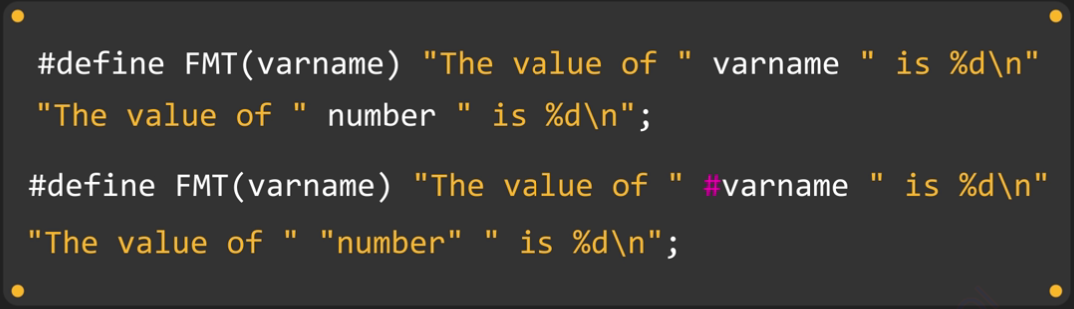 #define FMT(varname) "The value of " varname " is %d\n"
"The value of " number " is %d\n";
#define FMT(varname) "The value of " #varname " is %d\n"
"The value of " "number" " is %d\n";